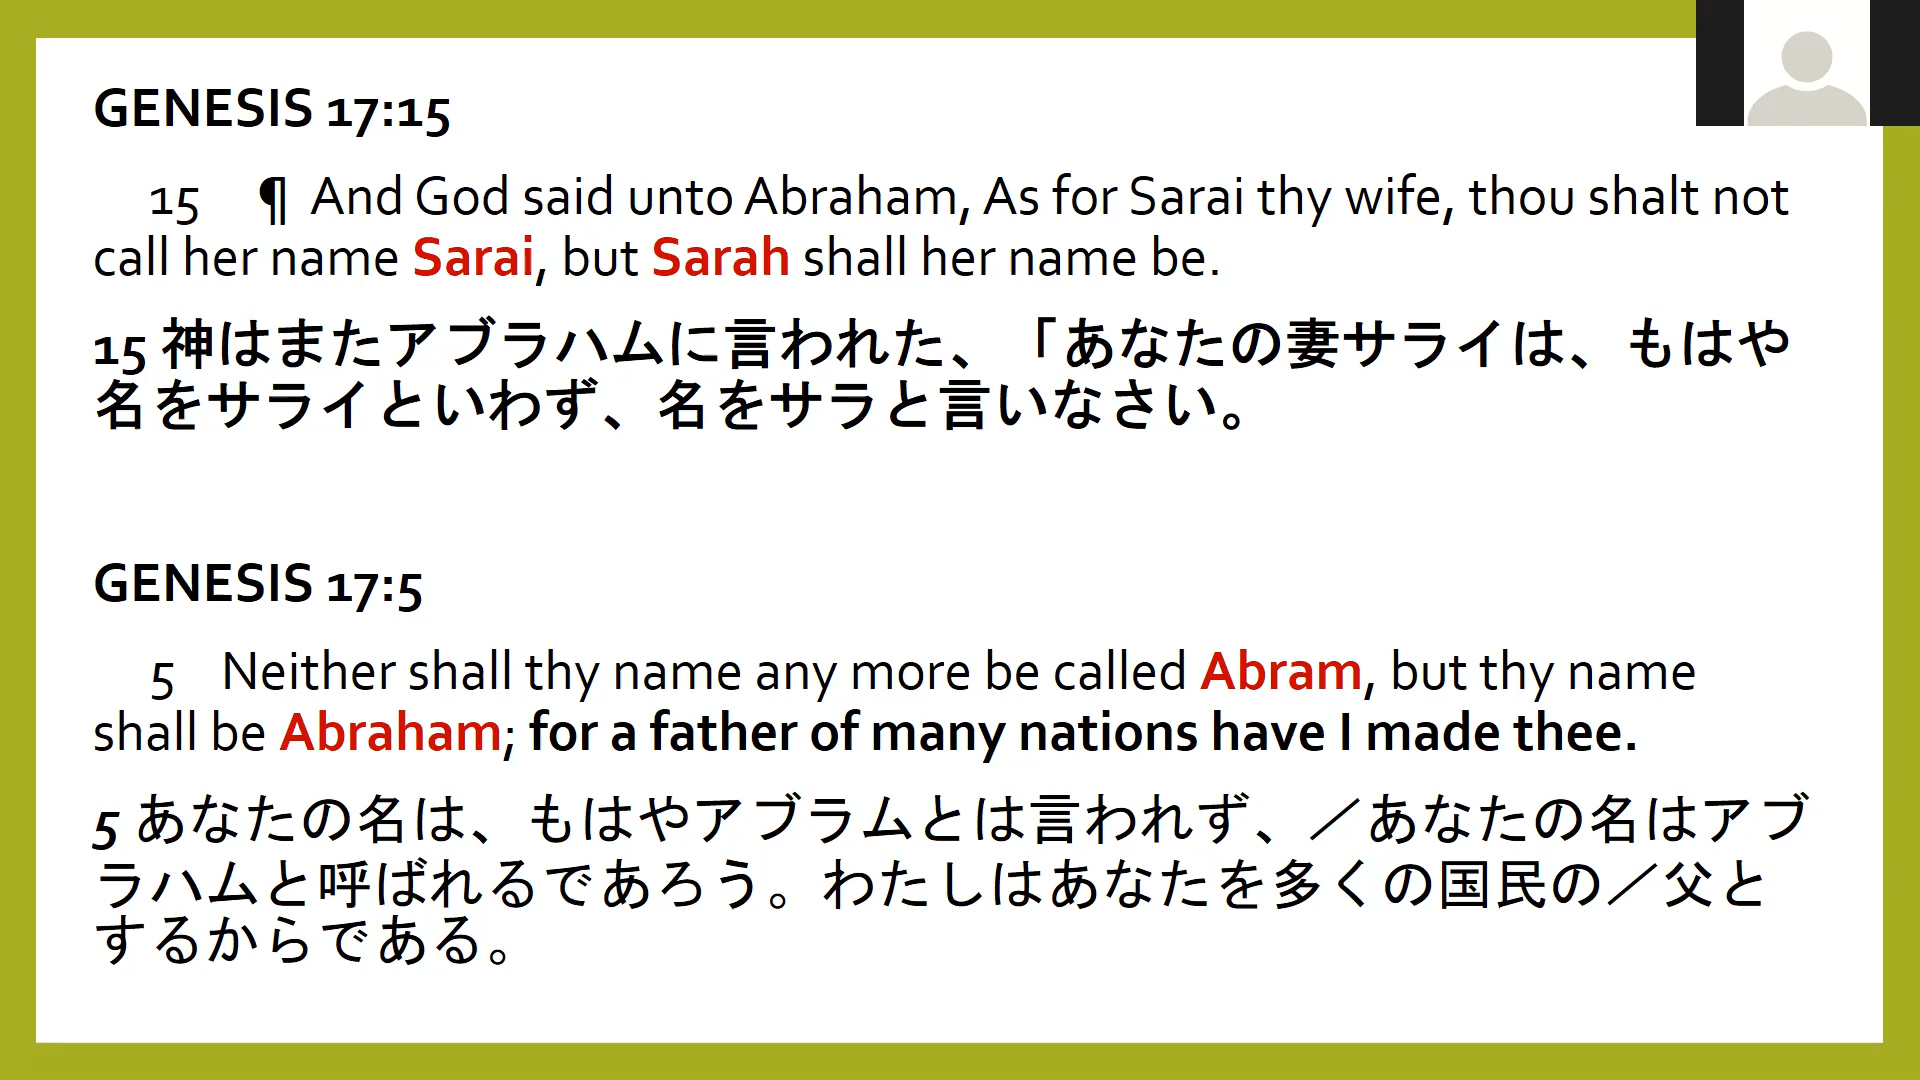 GENESIS 17:15
15 ¶ And God said unto Abraham, As for Sarai thy wife, thou shalt not
call her name Sarai, but Sarah shall her name be.
15 神はまたアブラハムに言われた、「あなたの妻サライは、もはや
名をサライといわず、名をサラと言いなさい。
GENESIS 17:5
5 Neither shall thy name any more be called Abram, but thy name
shall be Abraham; for a father of many nations have I made thee.
5 あなたの名は、もはやアブラムとは言われず、／あなたの名はアブ
ラハムと呼ばれるであろう。わたしはあなたを多くの国民の／父と
するからである。